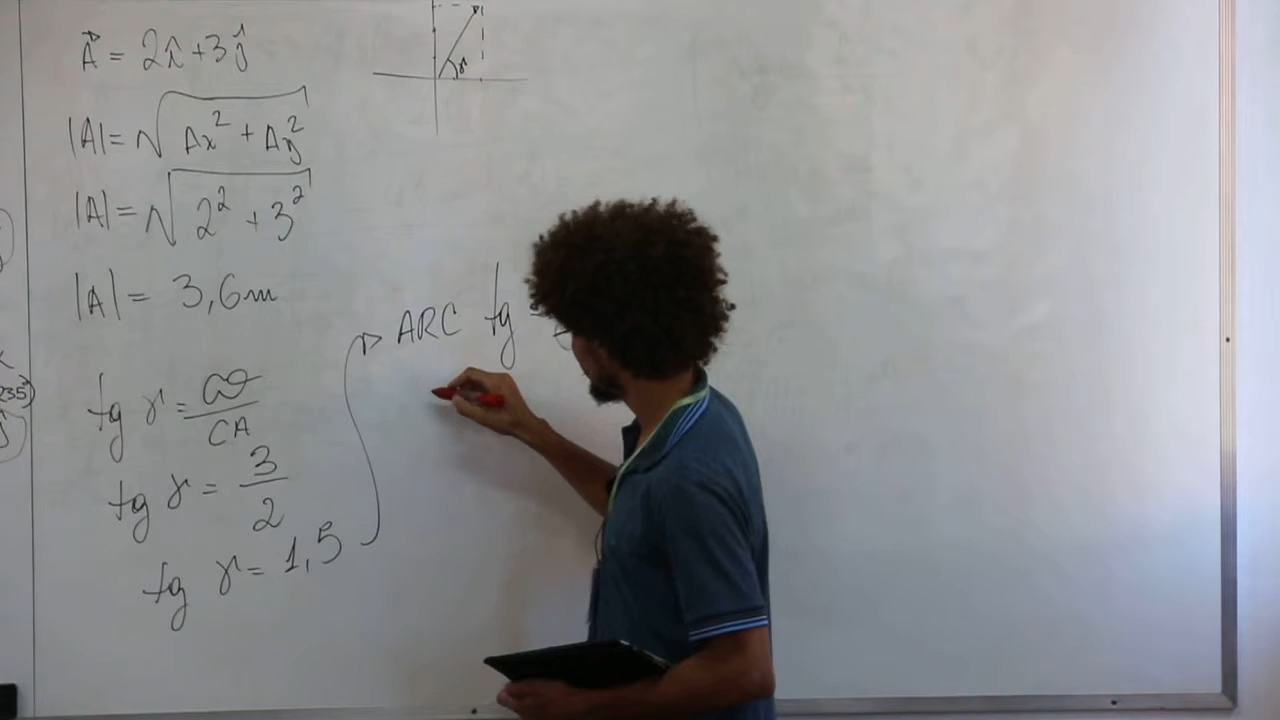 A⃗ = 2î + 3ĵ
|A| = √(Ax² + Ay²)
|A| = √(2² + 3²)
|A| = 3,6m
tg γ = CO/CA
tg γ = 3/2
tg γ = 1,5
ARC tg
γ
235